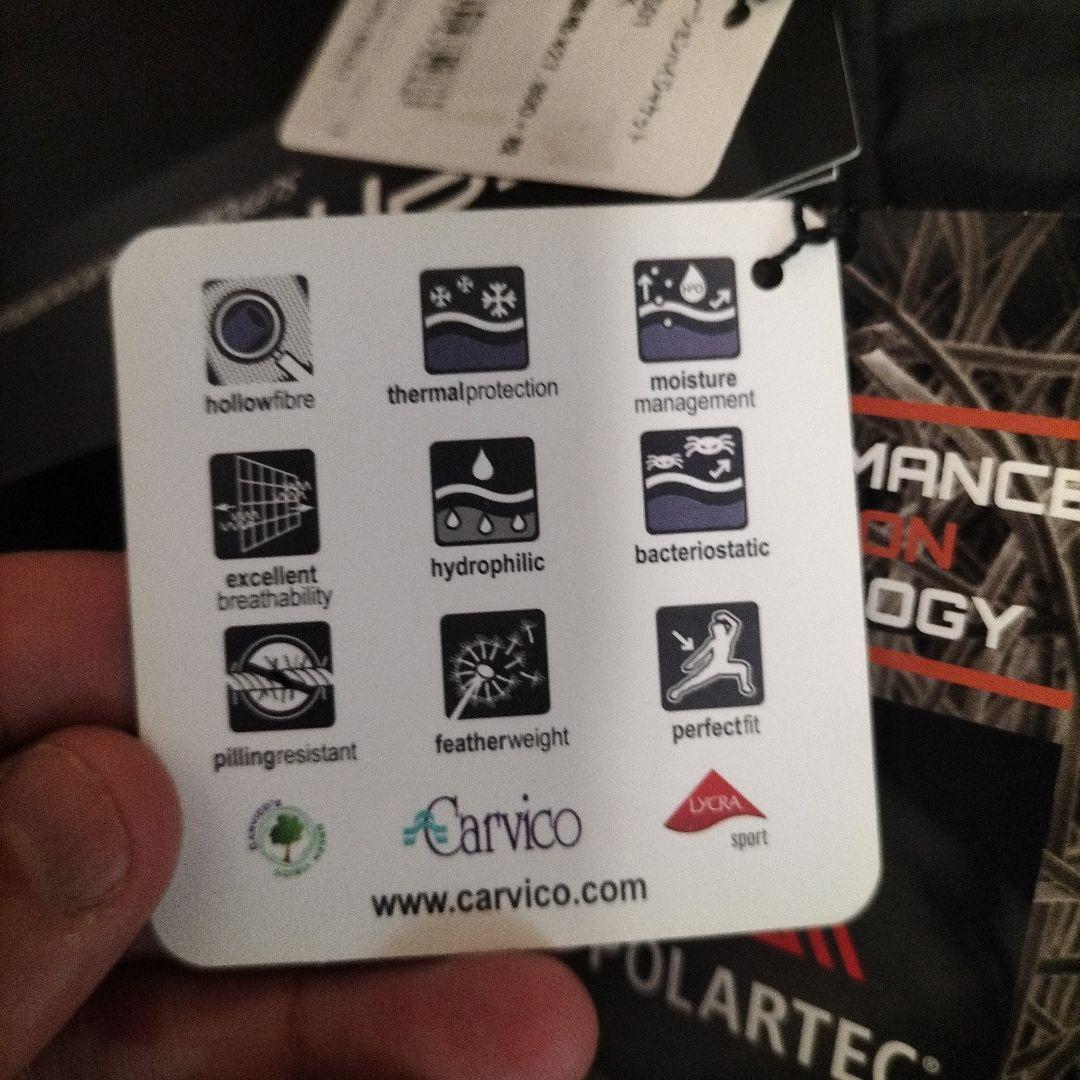 hollowfibre
thermalprotection
moisture
management
excellent
breathability
hydrophilic
bacteriostatic
pillingresistant
featherweight
perfectfit
H²O
Carvico
LYCRA
sport
www.carvico.com
MANCE
ON
OGY
POLARTEC®